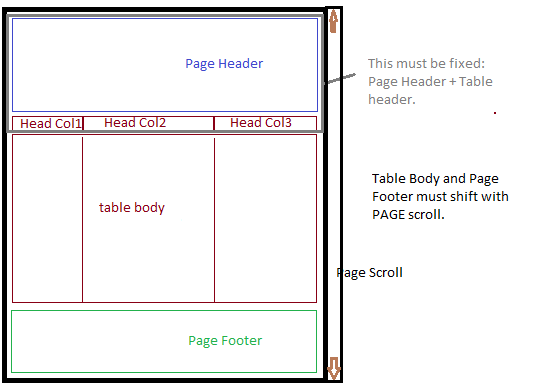 Page Header
This must be fixed:
Page Header + Table
header.
Head Col1 Head Col2 Head Col3
Table Body and Page
Footer must shift with
PAGE scroll.
table body
Page Scroll
Page Footer